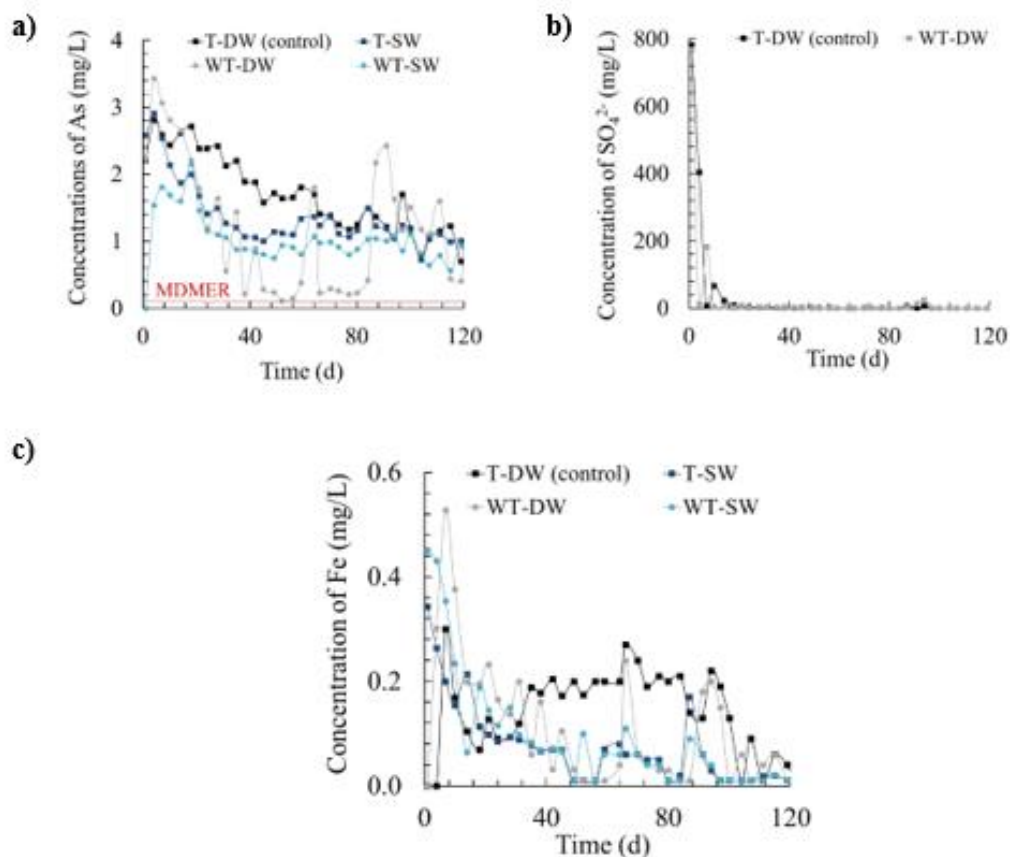 a)
Concentrations of As (mg/L)
4
3
2
1
0
T-DW (control)
T-SW
WT-DW
WT-SW
MDMER
0
40
80
120
Time (d)
b)
Concentration of SO₄²⁻ (mg/L)
800
600
400
200
0
T-DW (control)
WT-DW
0
40
80
120
Time (d)
c)
Concentration of Fe (mg/L)
0.6
0.4
0.2
0.0
T-DW (control)
T-SW
WT-DW
WT-SW
0
40
80
120
Time (d)